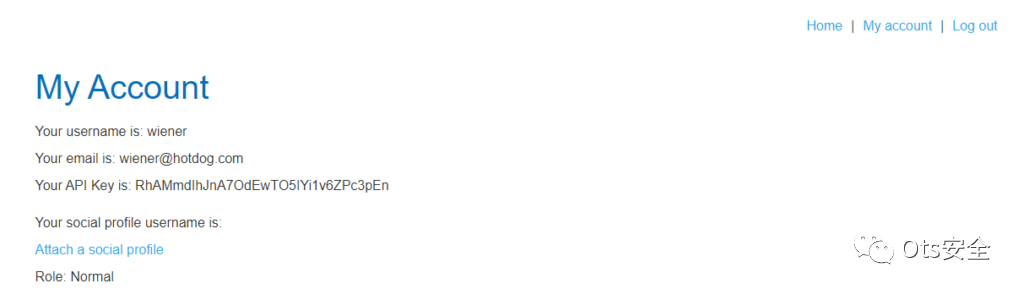 Home | My account | Log out
My Account
Your username is: wiener
Your email is: wiener@hotdog.com
Your API Key is: RhAMmdIhJnA7OdEwTO5IYi1v6ZPc3pEn
Your social profile username is:
Attach a social profile
Ots安全
Role: Normal